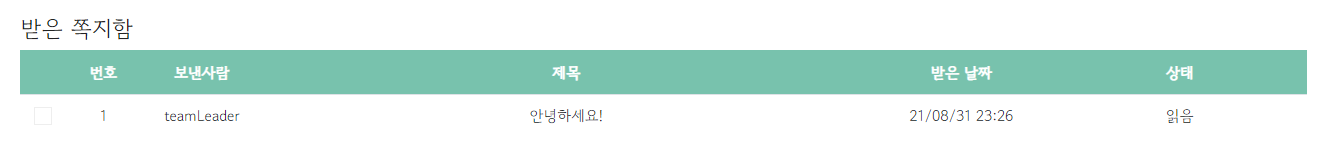 받은 쪽지함
번호 보낸사람 제목 받은 날짜 상태
1 teamLeader 안녕하세요! 21/08/31 23:26 읽음